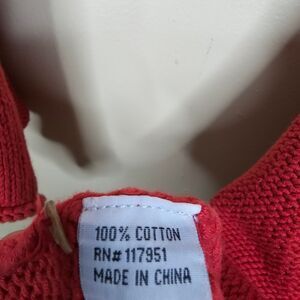 100% COTTON
RN# 117951
MADE IN CHINA